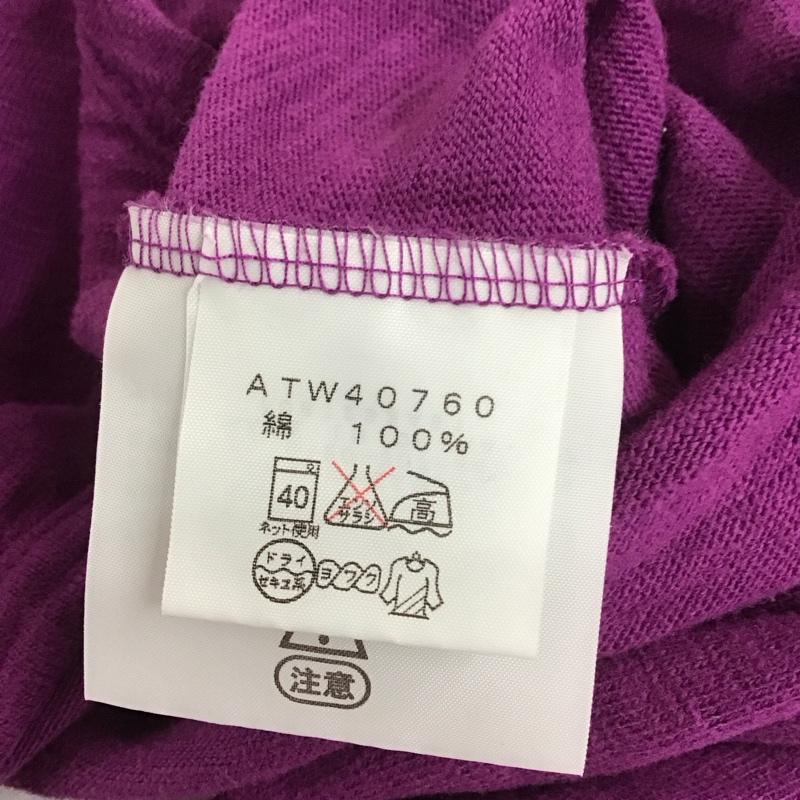 ATW40760
綿 100%
40
エンソ
サラシ
高
ネット使用
ドライ
セキユ系
ヨワク
注意